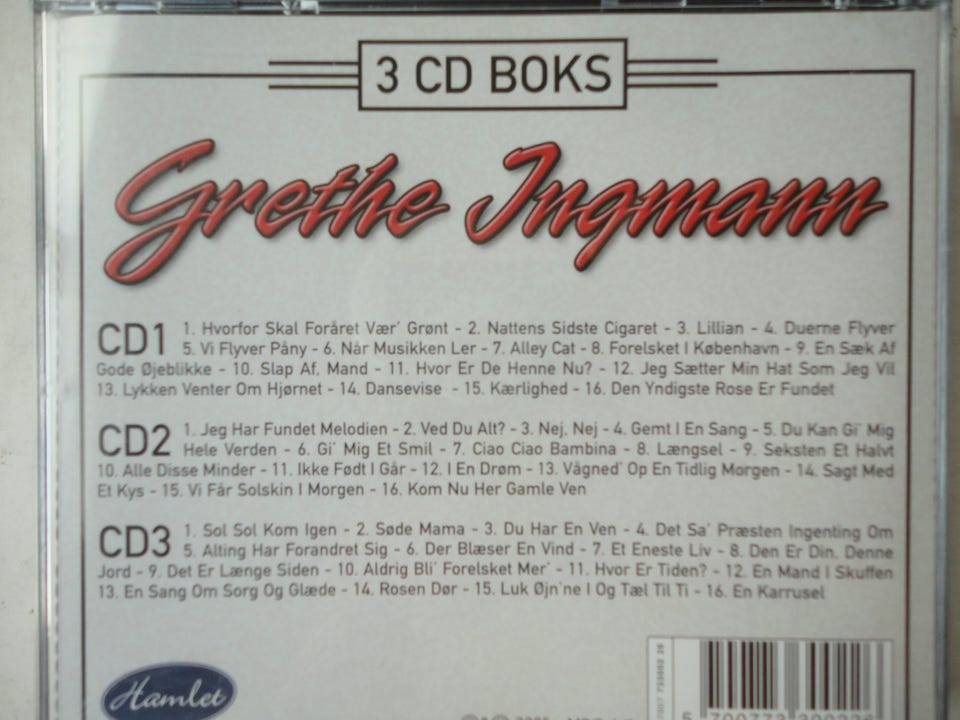 3 CD BOKS
Grethe Ingmann
CD1 1. Hvorfor Skal Foråret Vær' Grønt - 2. Nattens Sidste Cigaret - 3. Lillian - 4. Duerne Flyver
5. Vi Flyver Påny - 6. Når Musikken Ler - 7. Alley Cat - 8. Forelsket I København - 9. En Sæk Af
Gode Øjeblikke - 10. Slap Af, Mand - 11. Hvor Er De Henne Nu? - 12. Jeg Sætter Min Hat Som Jeg Vil
13. Lykken Venter Om Hjørnet - 14. Dansevise - 15. Kærlighed - 16. Den Yndigste Rose Er Fundet
CD2 1. Jeg Har Fundet Melodien - 2. Ved Du Alt? - 3. Nej, Nej - 4. Gemt I En Sang - 5. Du Kan Gi' Mig
Hele Verden - 6. Gi' Mig Et Smil - 7. Ciao Ciao Bambina - 8. Længsel - 9. Seksten Et Halvt
10. Alle Disse Minder - 11. Ikke Født I Går - 12. I En Drøm - 13. Vågned' Op En Tidlig Morgen - 14. Sagt Med
Et Kys - 15. Vi Får Solskin I Morgen - 16. Kom Nu Her Gamle Ven
CD3 1. Sol Sol Kom Igen - 2. Søde Mama - 3. Du Har En Ven - 4. Det Sa' Præsten Ingenting Om
5. Alting Har Forandret Sig - 6. Der Blæser En Vind - 7. Et Eneste Liv - 8. Den Er Din, Denne
Jord - 9. Det Er Længe Siden - 10. Aldrig Bli' Forelsket Mer' - 11. Hvor Er Tiden? - 12. En Mand I Skuffen
13. En Sang Om Sorg Og Glæde - 14. Rosen Dør - 15. Luk Øjn'ne I Og Tæl Til Ti - 16. En Karrusel
Hamlet